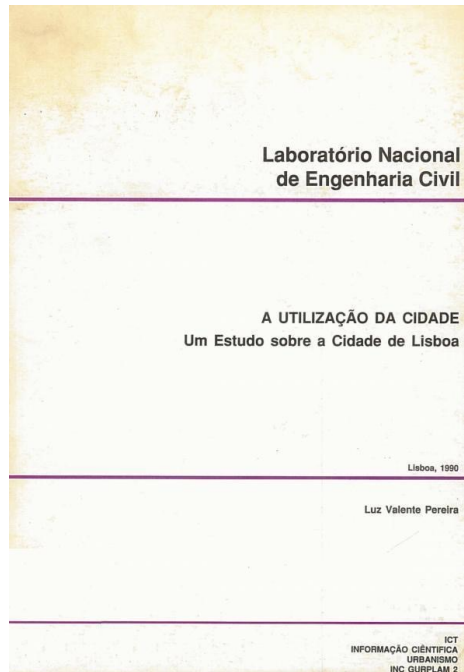 Laboratório Nacional
de Engenharia Civil
A UTILIZAÇÃO DA CIDADE
Um Estudo sobre a Cidade de Lisboa
Lisboa, 1990
Luz Valente Pereira
ICT
INFORMAÇÃO CIÊNTIFICA
URBANISMO
INC GURPLAM 2